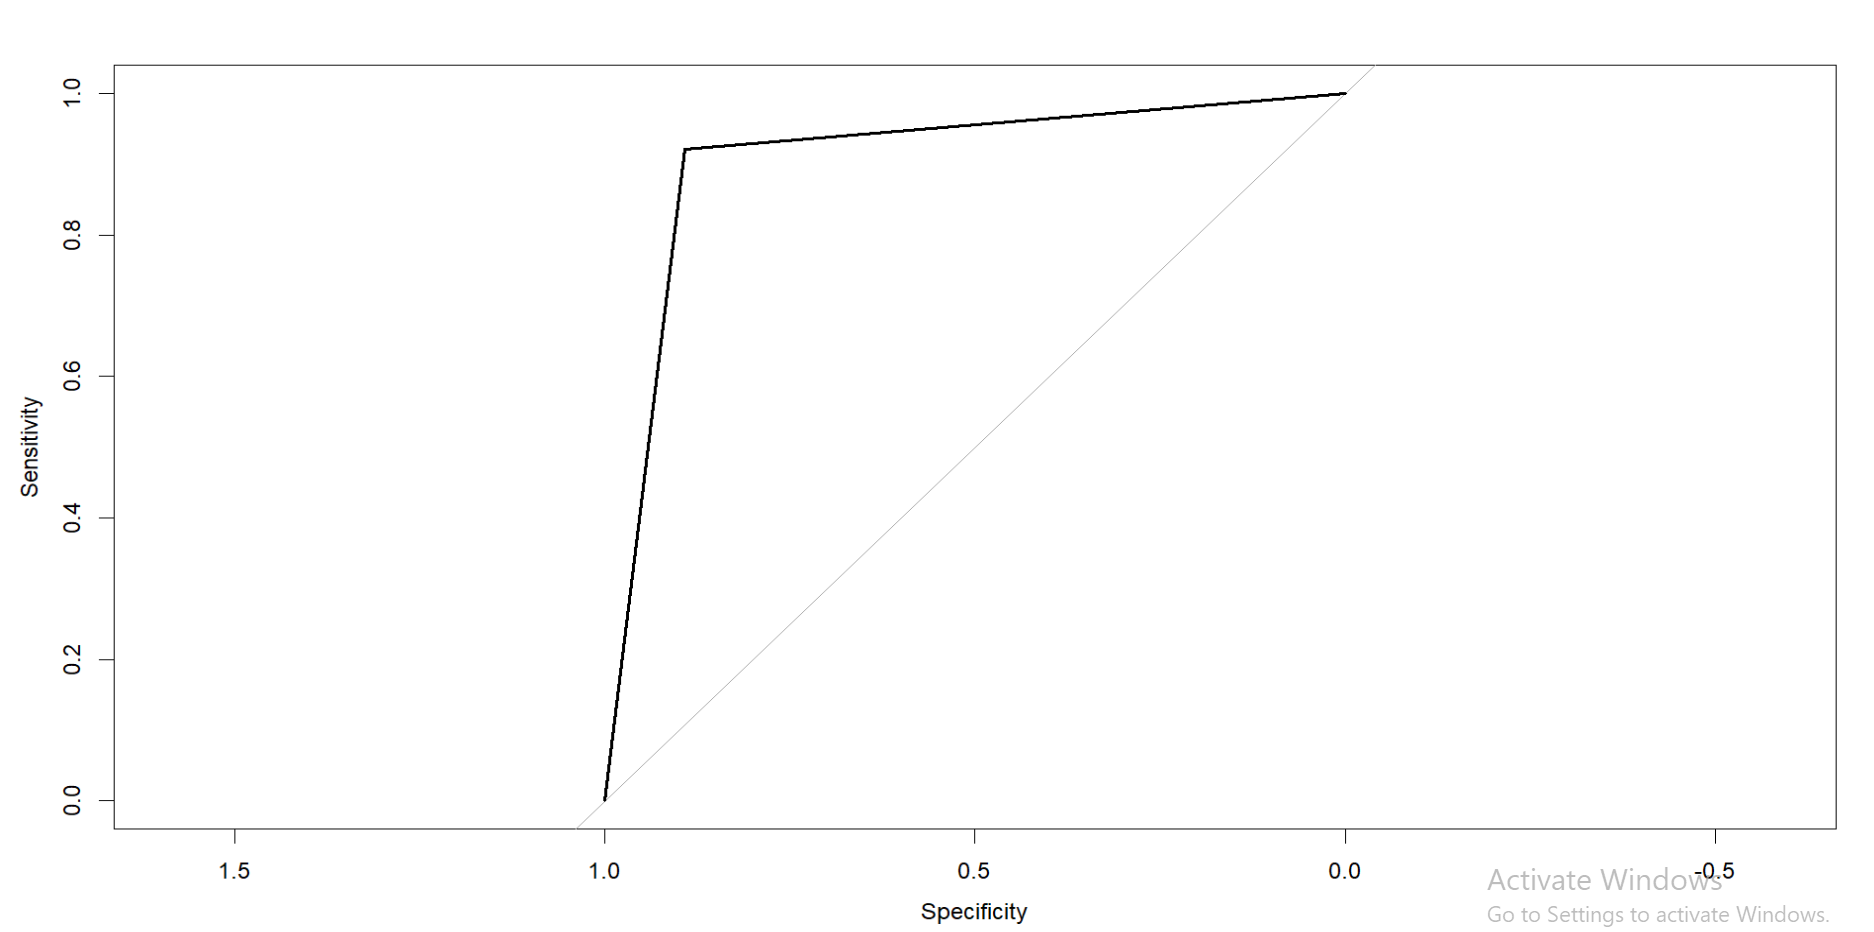 Sensitivity
1.0
0.8
0.6
0.4
0.2
0.0
1.5 1.0 0.5 0.0 -0.5
Specificity
Activate Windows
Go to Settings to activate Windows.